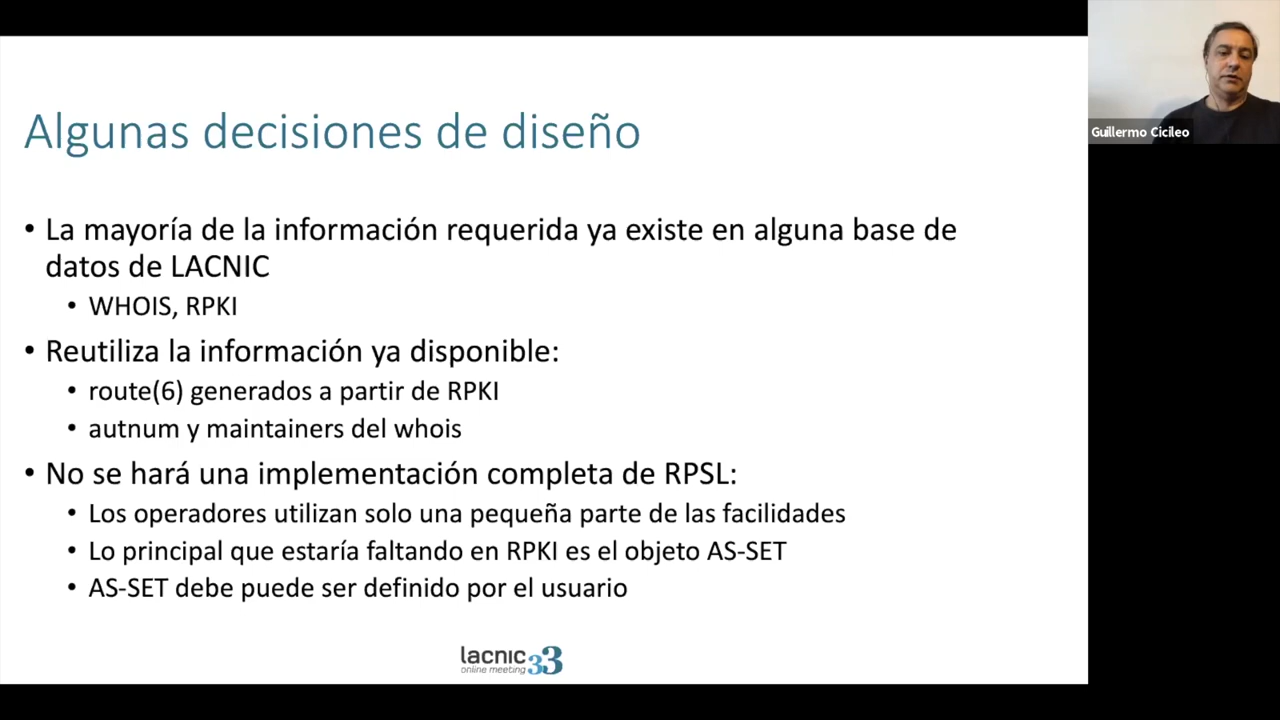 Algunas decisiones de diseño
• La mayoría de la información requerida ya existe en alguna base de
datos de LACNIC
• WHOIS, RPKI
• Reutiliza la información ya disponible:
• route(6) generados a partir de RPKI
• autnum y maintainers del whois
• No se hará una implementación completa de RPSL:
• Los operadores utilizan solo una pequeña parte de las facilidades
• Lo principal que estaría faltando en RPKI es el objeto AS-SET
• AS-SET debe puede ser definido por el usuario
lacnic 33
online meeting
Guillermo Cicileo